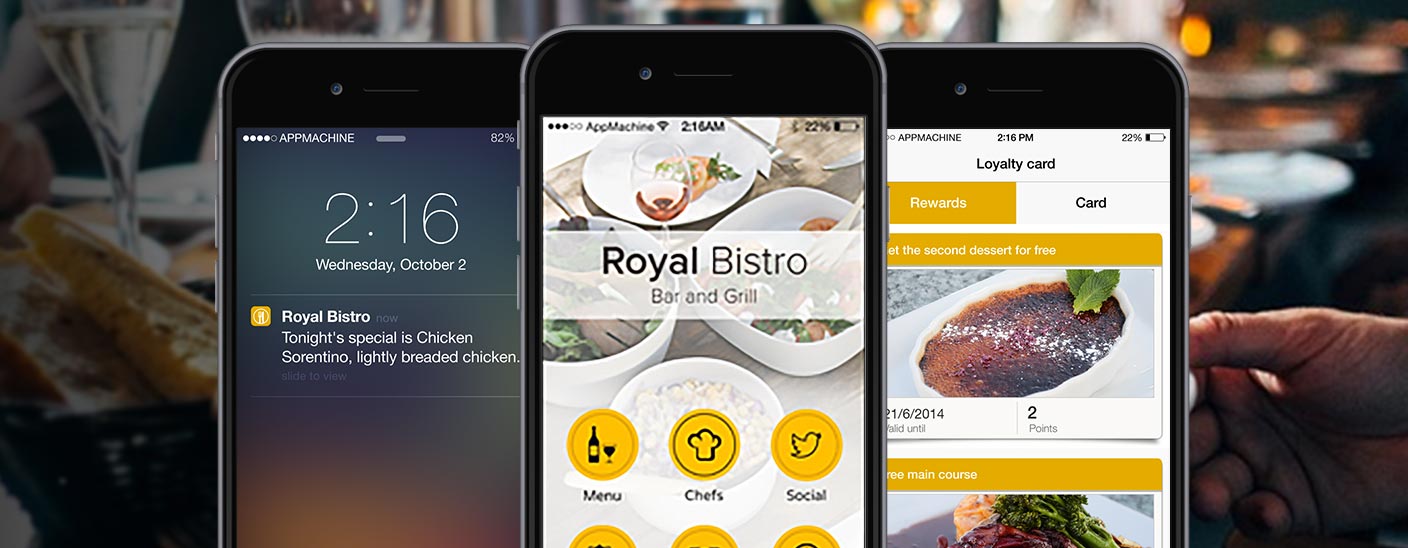 APPMACHINE
82%
2:16
Wednesday, October 2
Royal Bistro now
Tonight's special is Chicken
Sorentino, lightly breaded chicken.
slide to view
AppMachine 2:16AM 22%
Royal Bistro
Bar and Grill
Menu
Chefs
Social
APPMACHINE 2:16 PM 22%
Loyalty card
Rewards
Card
et the second dessert for free
21/6/2014
alid until
2
Points
ree main course